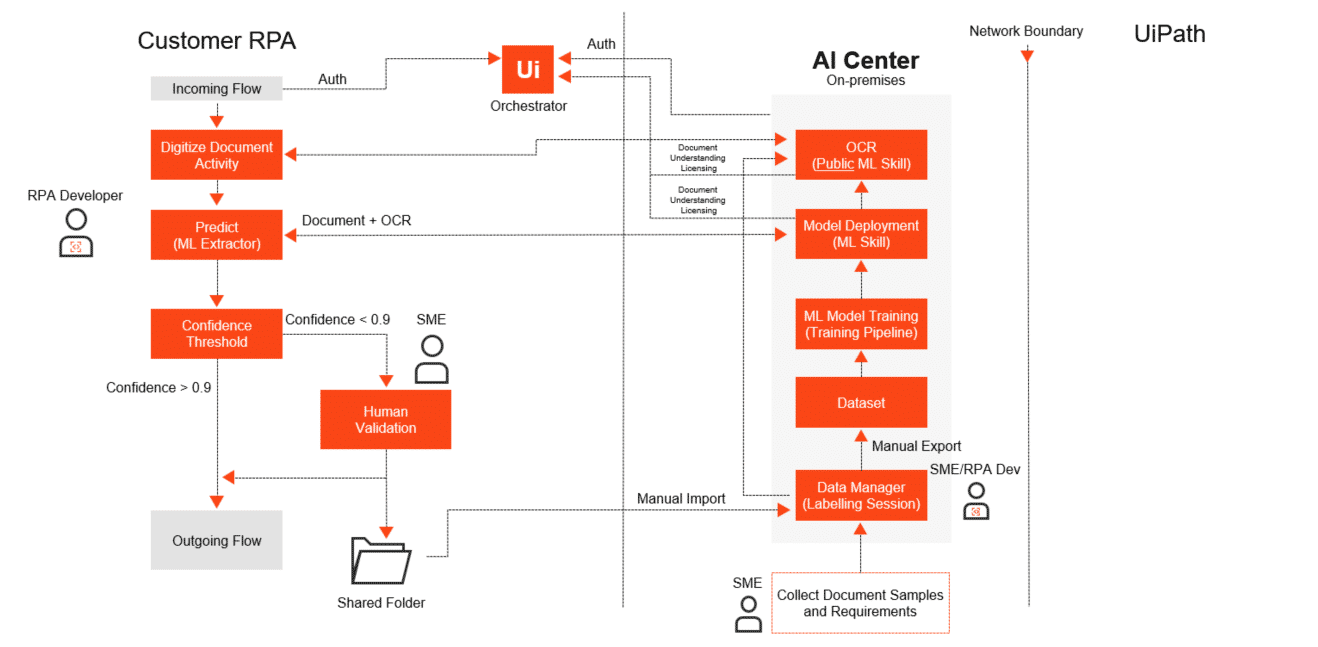 Customer RPA
Network Boundary
UiPath
Auth
AI Center
On-premises
Ui
Orchestrator
Auth
Incoming Flow
Digitize Document
Activity
Document
Understanding
Licensing
OCR
(Public ML Skill)
RPA Developer
Predict
(ML Extractor)
Document + OCR
Document
Understanding
Licensing
Model Deployment
(ML Skill)
Confidence
Threshold
Confidence < 0.9
SME
ML Model Training
(Training Pipeline)
Confidence > 0.9
Human
Validation
Dataset
Manual Export
SME/RPA Dev
Manual Import
Data Manager
(Labelling Session)
Outgoing Flow
Shared Folder
SME
Collect Document Samples
and Requirements